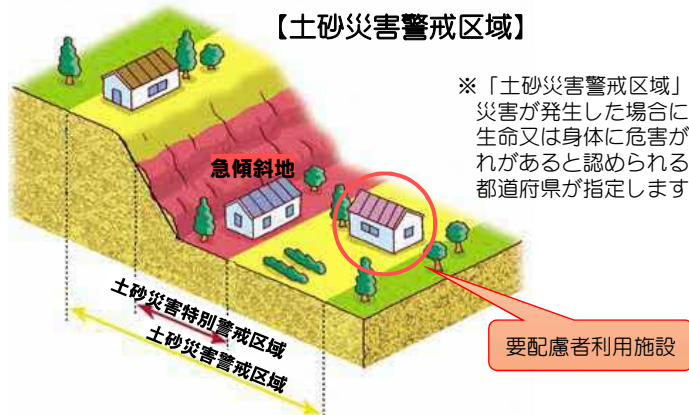 【土砂災害警戒区域】
※「土砂災害警戒区域」
災害が発生した場合に
生命又は身体に危害が
れがあると認められる
都道府県が指定します
急傾斜地
土砂災害特別警戒区域
土砂災害警戒区域
要配慮者利用施設